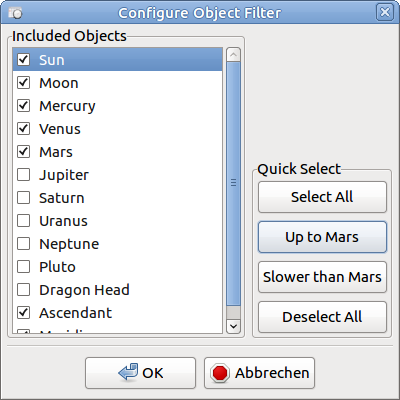 Configure Object Filter
Included Objects
Sun
Moon
Mercury
Venus
Mars
Jupiter
Saturn
Uranus
Neptune
Pluto
Dragon Head
Ascendant
Quick Select
Select All
Up to Mars
Slower than Mars
Deselect All
OK
Abbrechen